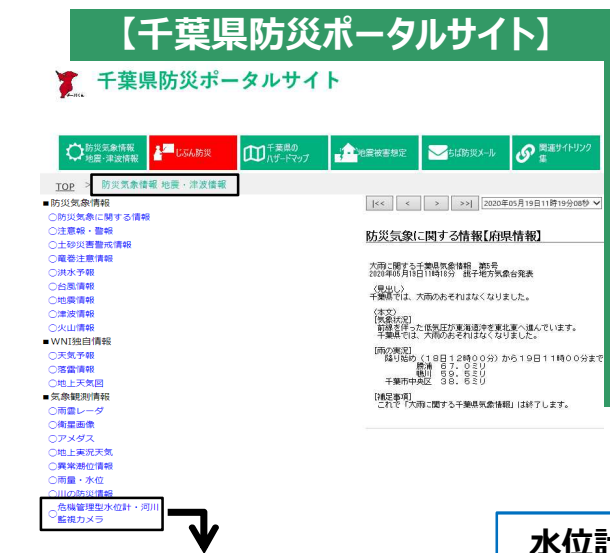 【千葉県防災ポータルサイト】
千葉県防災ポータルサイト
防災気象情報
地震・津波情報
じぶん防災
千葉県の
ハザードマップ
地震被害想定
ちば防災メール
関連サイトリンク
集
TOP > 防災気象情報 地震・津波情報
■防災気象情報
○防災気象に関する情報
○注意報・警報
○土砂災害警戒情報
○竜巻注意情報
○洪水予報
○台風情報
○地震情報
○津波情報
○火山情報
■WNI独自情報
○天気予報
○落雷情報
○地上天気図
■気象観測情報
○雨雲レーダ
○衛星画像
○アメダス
○地上実況天気
○異常潮位情報
○雨量・水位
○川の防災情報
○危機管理型水位計・河川
監視カメラ
|<< < > >>| 2020年05月19日11時19分08秒
防災気象に関する情報【府県情報】
大雨に関する千葉県気象情報 第5号
2020年05月19日11時16分 銚子地方気象台発表
(見出し)
千葉県では、大雨のおそれはなくなりました。
(本文)
[気象状況]
前線を伴った低気圧が東海道沖を東北東へ進んでいます。
千葉県では、大雨のおそれはなくなりました。
[雨の実況]
降り始め(18日12時00分)から19日11時00分まで
勝浦 67.0ミリ
鴨川 59.5ミリ
千葉市中央区 38.5ミリ
[補足事項]
これで「大雨に関する千葉県気象情報」は終了します。
水位計